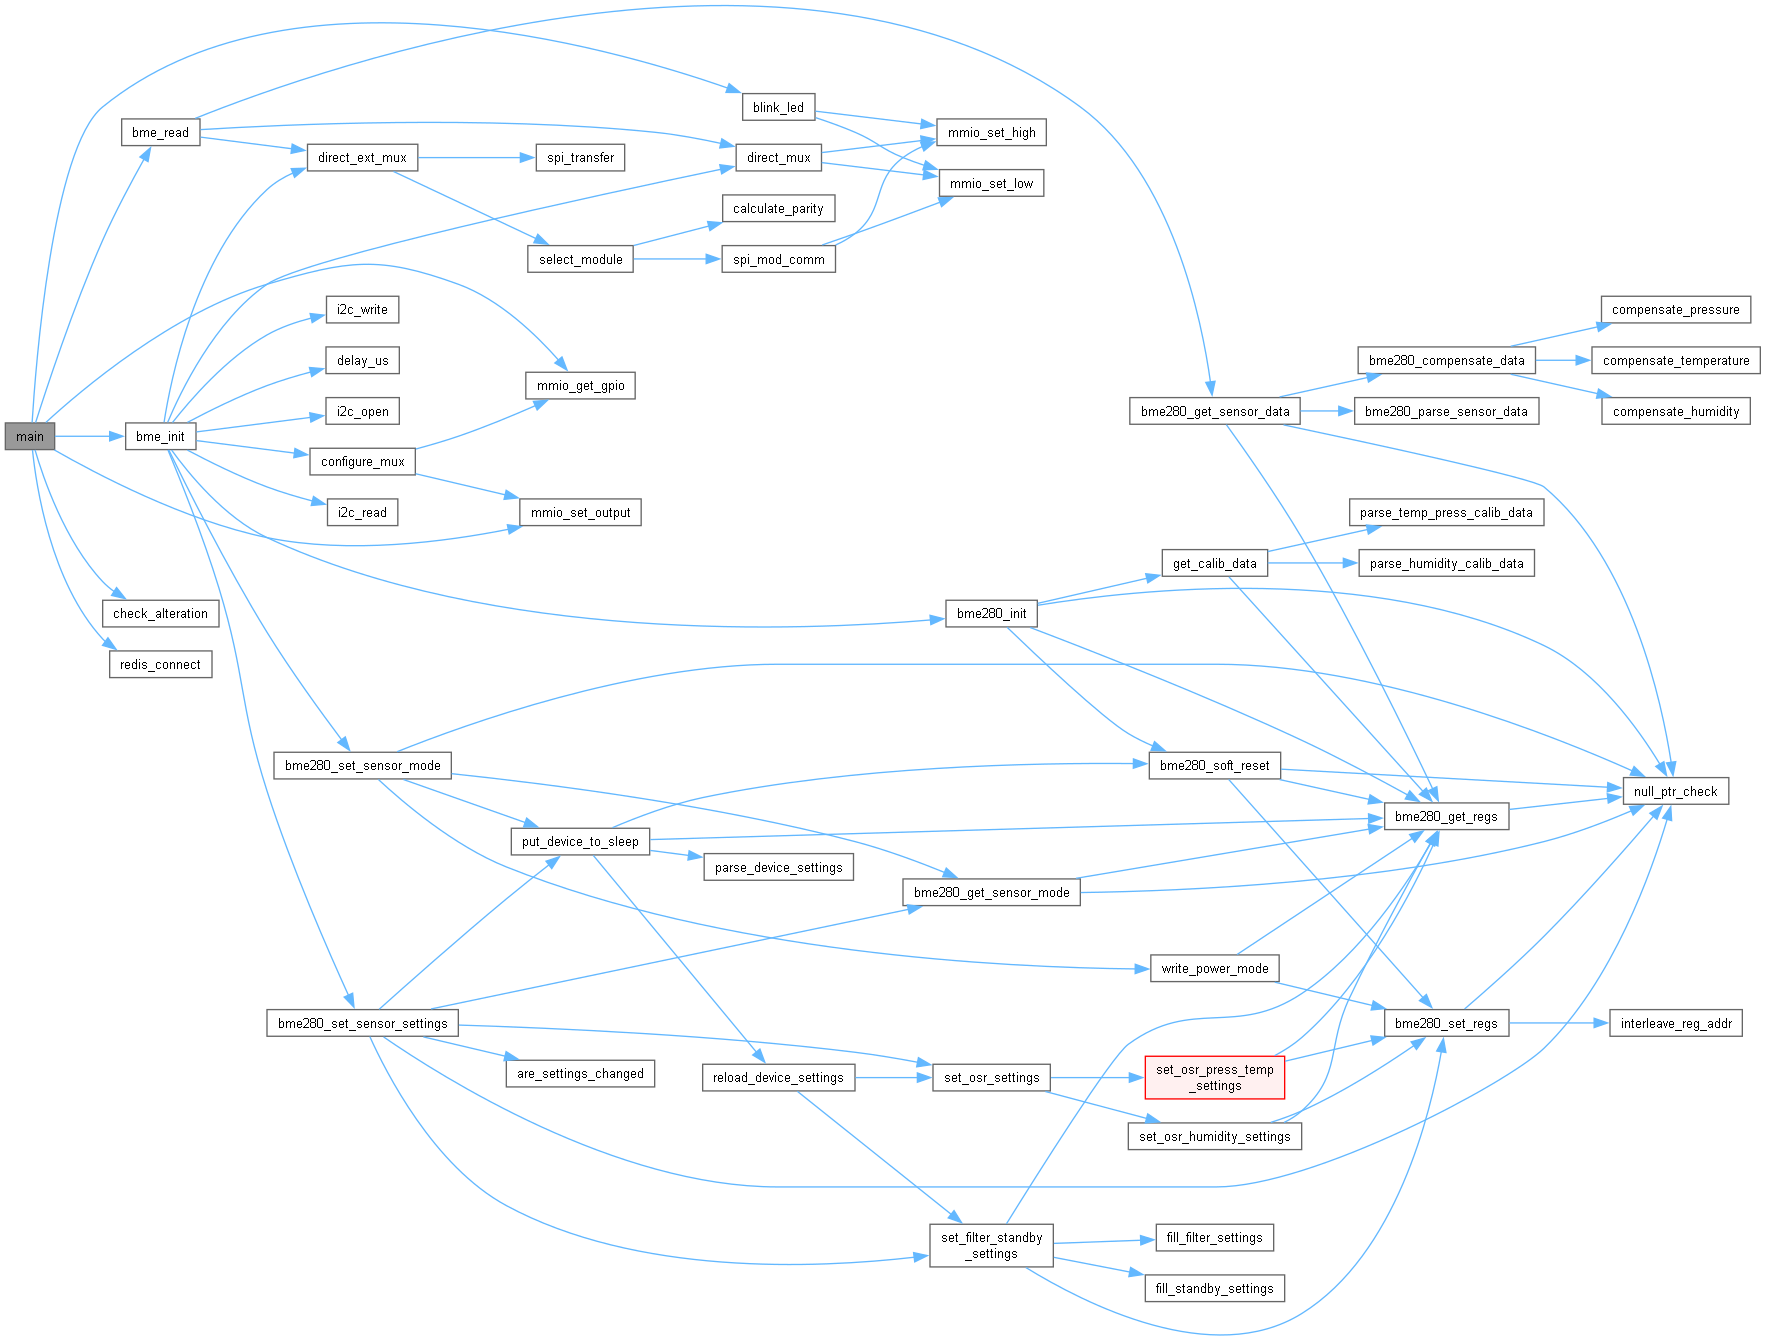 main
bme_read
bme_init
check_alteration
redis_connect
direct_ext_mux
i2c_write
delay_us
i2c_open
configure_mux
i2c_read
bme280_set_sensor_mode
bme280_set_sensor_settings
spi_transfer
select_module
mmio_get_gpio
mmio_set_output
put_device_to_sleep
are_settings_changed
blink_led
direct_mux
calculate_parity
spi_mod_comm
parse_device_settings
reload_device_settings
mmio_set_high
mmio_set_low
bme280_init
bme280_get_sensor_mode
set_osr_settings
set_filter_standby
_settings
bme280_get_sensor_data
get_calib_data
bme280_soft_reset
write_power_mode
set_osr_press_temp
_settings
set_osr_humidity_settings
fill_filter_settings
fill_standby_settings
bme280_compensate_data
bme280_parse_sensor_data
parse_temp_press_calib_data
parse_humidity_calib_data
bme280_get_regs
bme280_set_regs
compensate_pressure
compensate_temperature
compensate_humidity
null_ptr_check
interleave_reg_addr